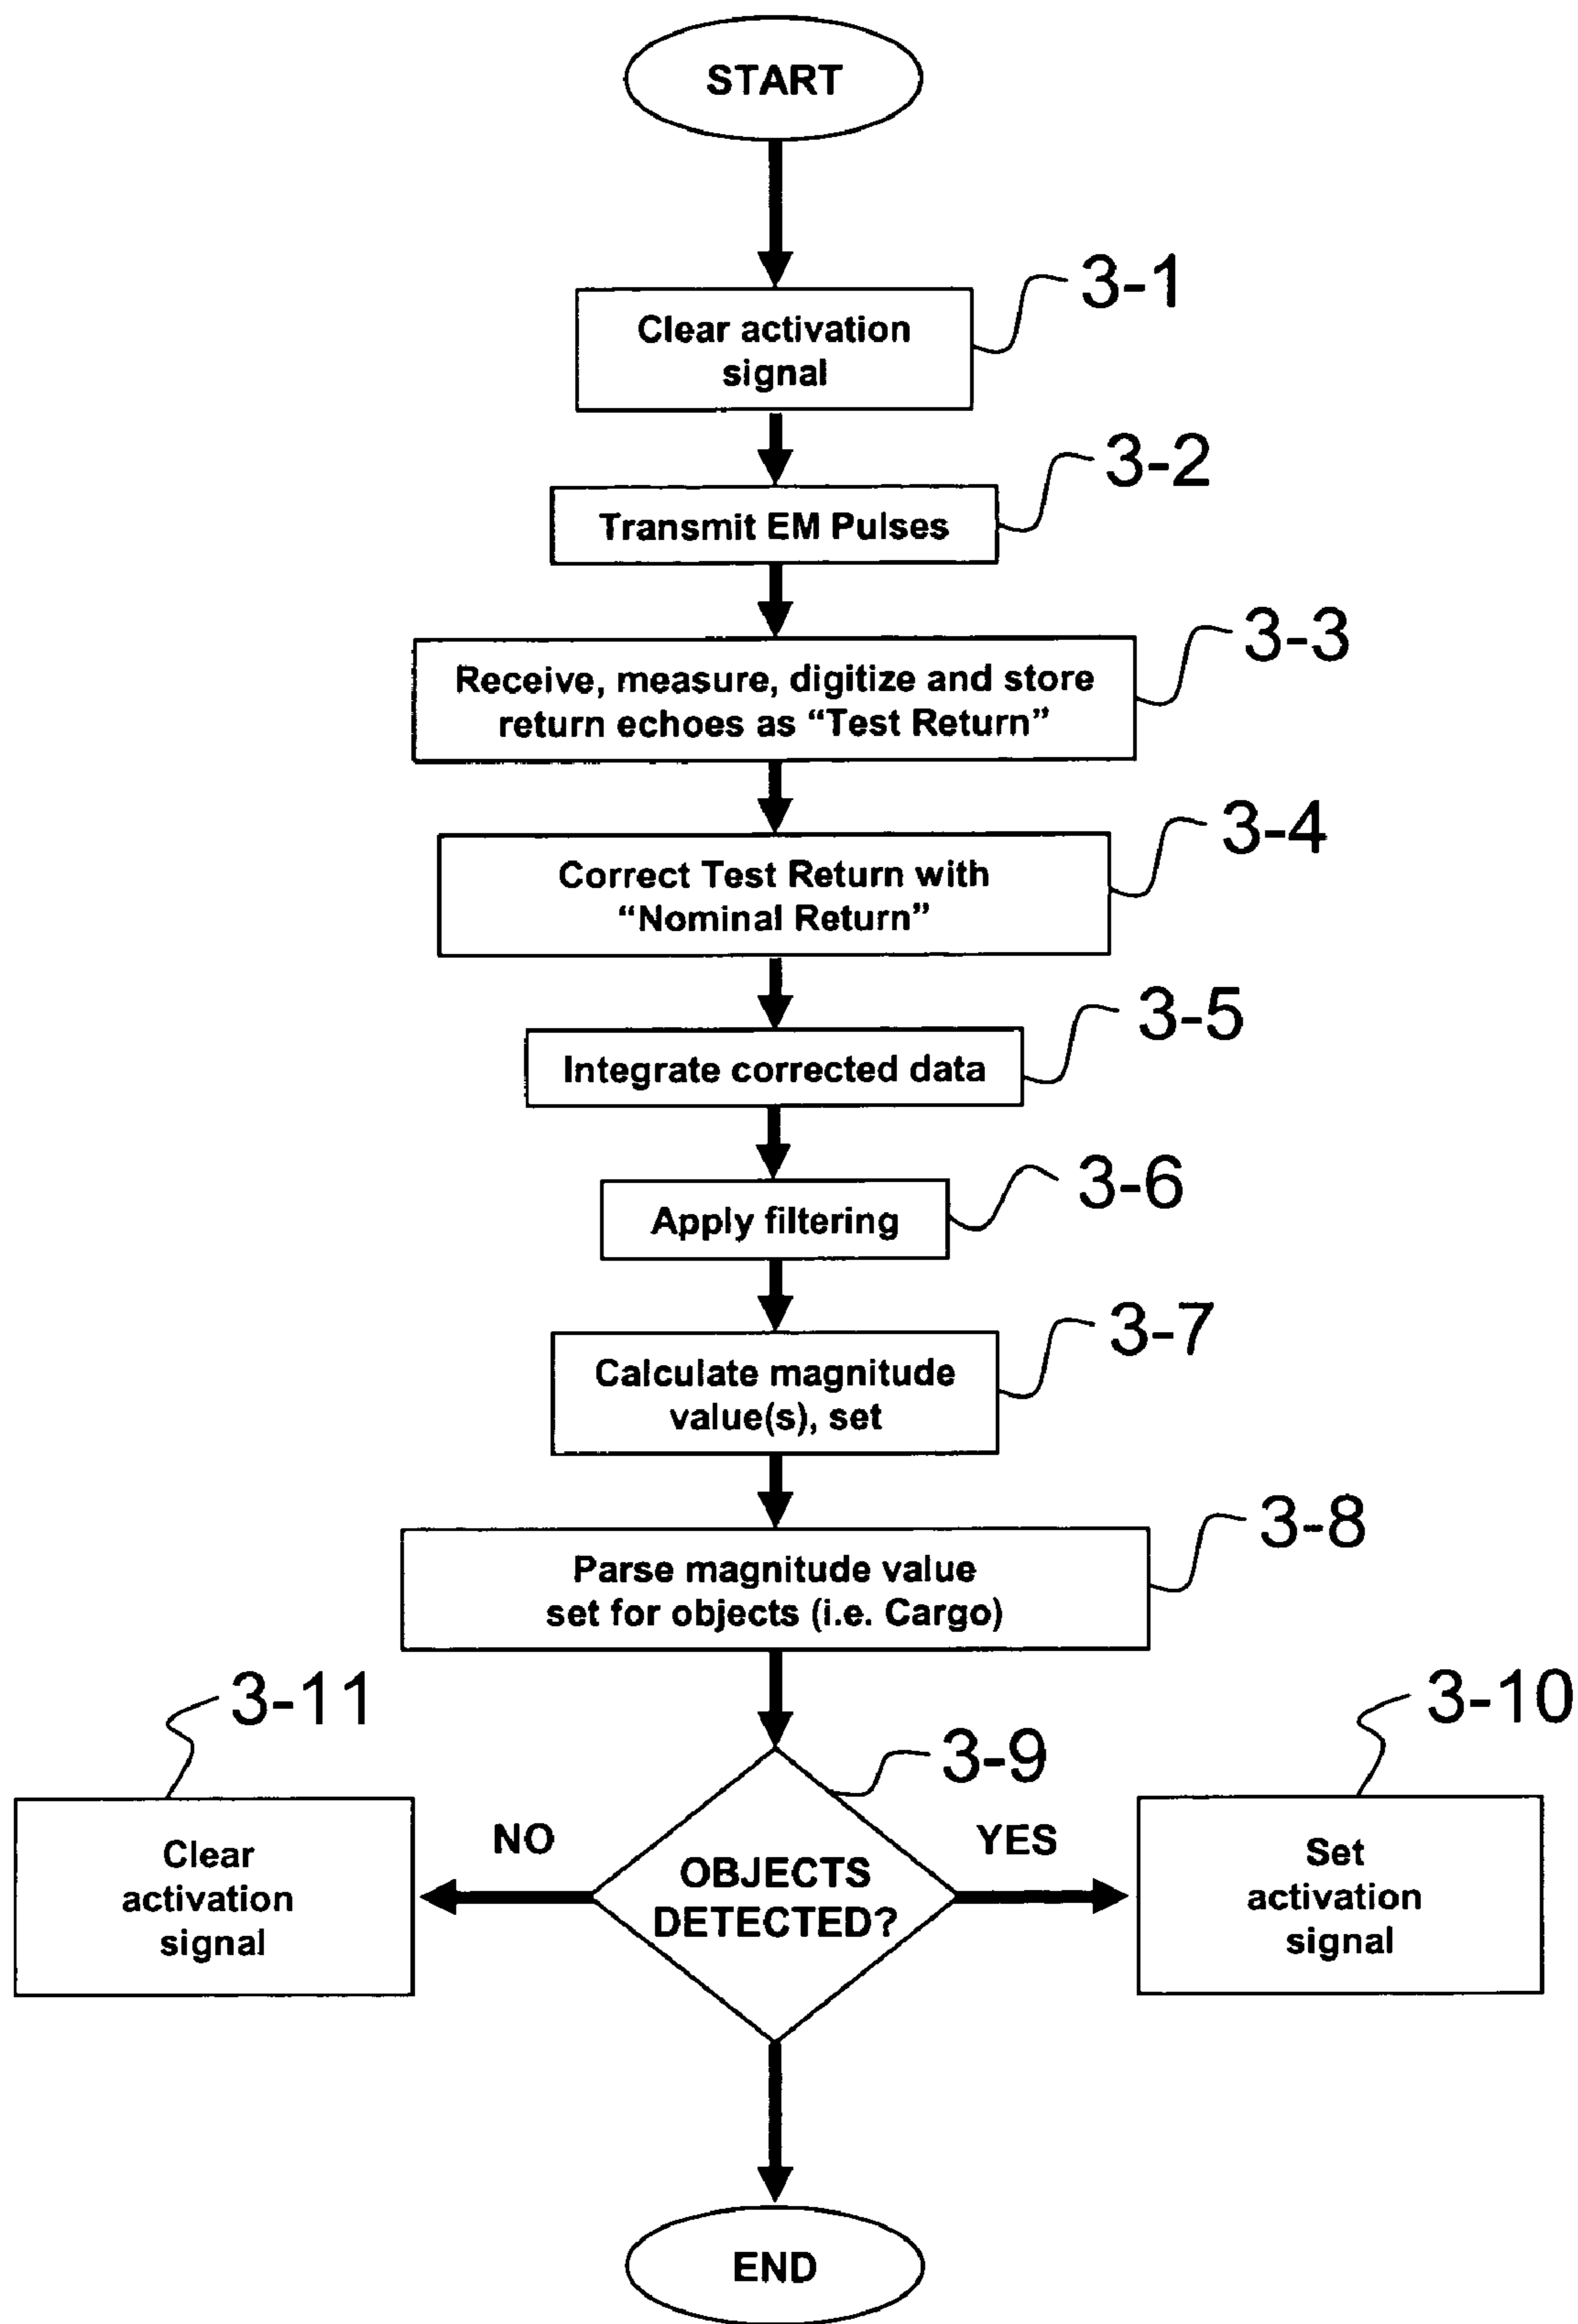 START
3-1
Clear activation
signal
3-2
Transmit EM Pulses
3-3
Receive, measure, digitize and store
return echoes as “Test Return”
3-4
Correct Test Return with
“Nominal Return”
3-5
Integrate corrected data
3-6
Apply filtering
3-7
Calculate magnitude
value(s), set
3-8
Parse magnitude value
set for objects (i.e. Cargo)
3-11
3-10
3-9
Clear
activation
signal
NO
OBJECTS
DETECTED?
YES
Set
activation
signal
END